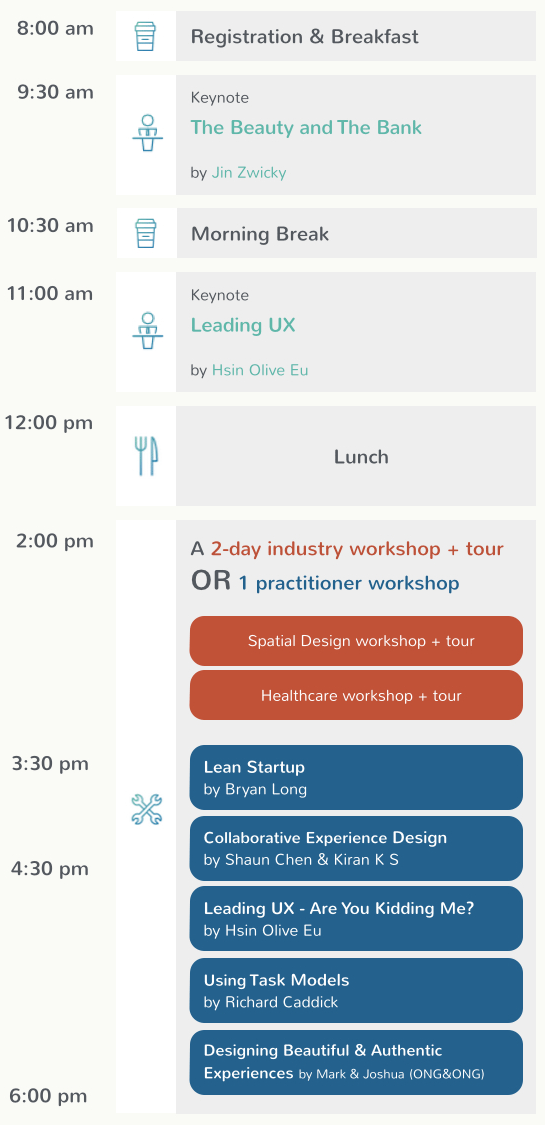 8:00 am
Registration & Breakfast
9:30 am
Keynote
The Beauty and The Bank
by Jin Zwicky
10:30 am
Morning Break
11:00 am
Keynote
Leading UX
by Hsin Olive Eu
12:00 pm
Lunch
2:00 pm
A 2-day industry workshop + tour
OR 1 practitioner workshop
Spatial Design workshop + tour
Healthcare workshop + tour
3:30 pm
Lean Startup
by Bryan Long
Collaborative Experience Design
by Shaun Chen & Kiran K S
4:30 pm
Leading UX - Are You Kidding Me?
by Hsin Olive Eu
Using Task Models
by Richard Caddick
Designing Beautiful & Authentic
Experiences by Mark & Joshua (ONG&ONG)
6:00 pm